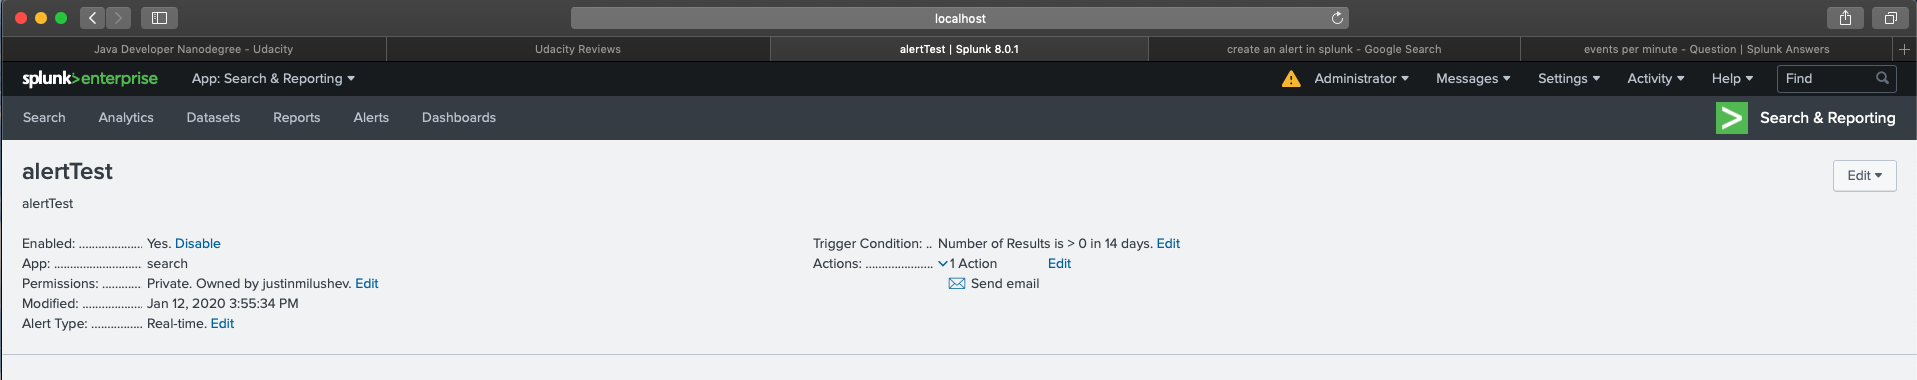 localhost
Java Developer Nanodegree - Udacity Udacity Reviews alertTest | Splunk 8.0.1 create an alert in splunk - Google Search events per minute - Question | Splunk Answers
splunk>enterprise App: Search & Reporting Administrator Messages Settings Activity Help Find
Search Analytics Datasets Reports Alerts Dashboards Search & Reporting
alertTest
Edit
alertTest
Enabled: .................... Yes. Disable
App: ........................... search
Permissions: ............ Private. Owned by justinmilushev. Edit
Modified: ................... Jan 12, 2020 3:55:34 PM
Alert Type: ................ Real-time. Edit
Trigger Condition: .. Number of Results is > 0 in 14 days. Edit
Actions: ..................... 1 Action Edit
Send email